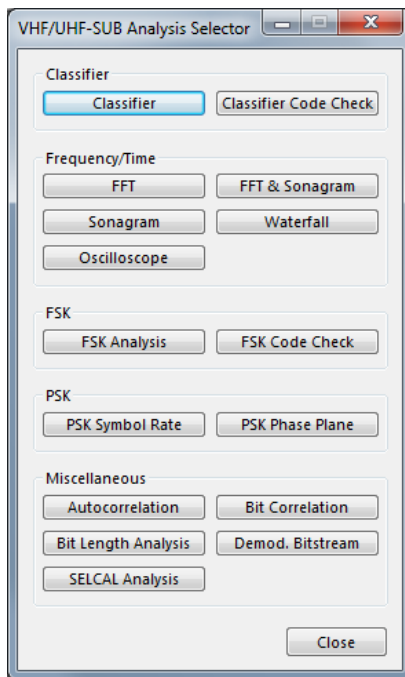 VHF/UHF-SUB Analysis Selector
Classifier
Classifier Classifier Code Check
Frequency/Time
FFT FFT & Sonagram
Sonagram Waterfall
Oscilloscope
FSK
FSK Analysis FSK Code Check
PSK
PSK Symbol Rate PSK Phase Plane
Miscellaneous
Autocorrelation Bit Correlation
Bit Length Analysis Demod. Bitstream
SELCAL Analysis
Close